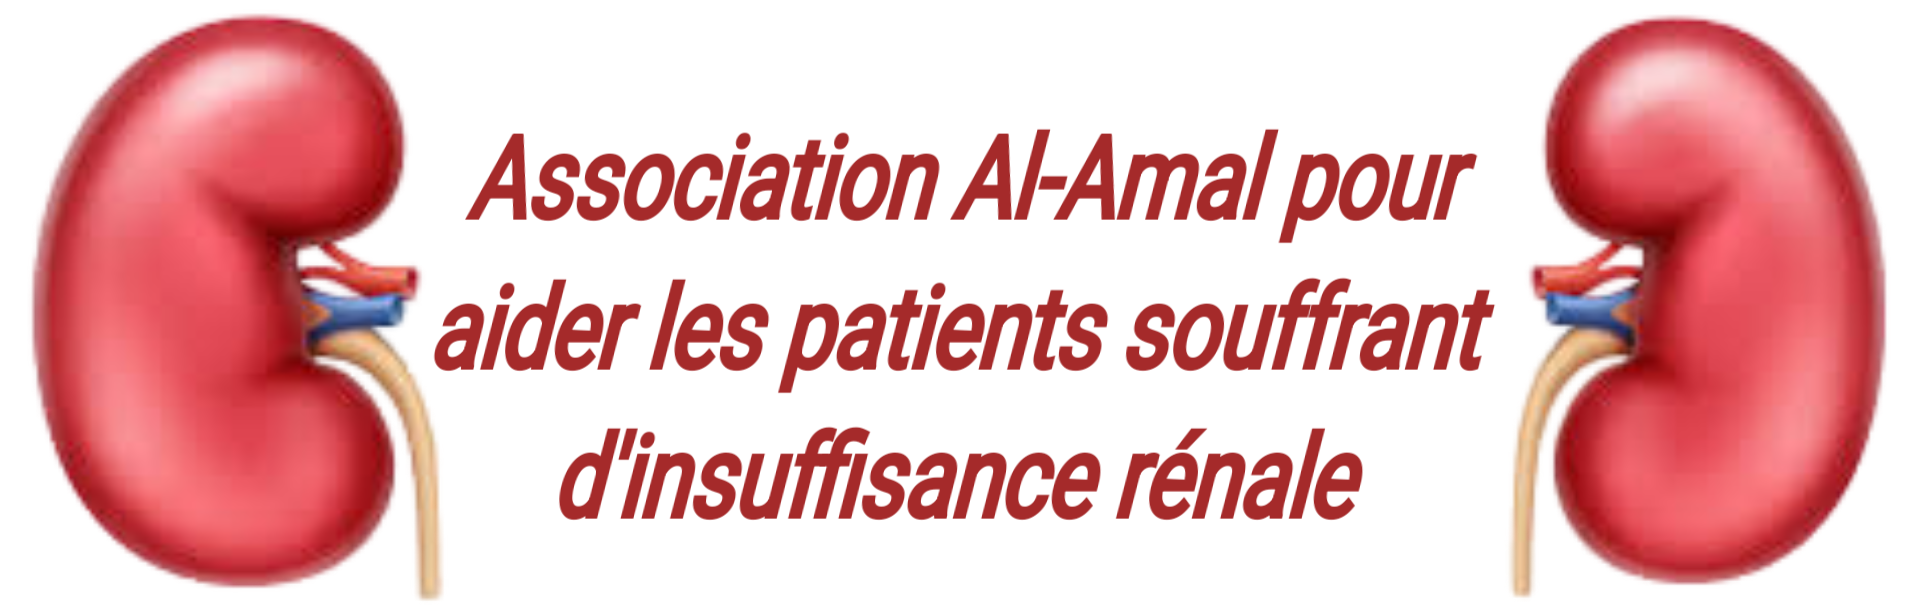 Association Al-Amal pour
aider les patients souffrant
d'insuffisance rénale